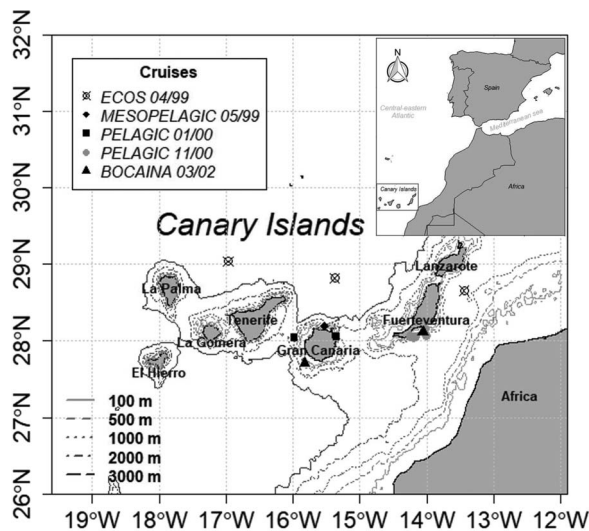 32°N
31°N
30°N
29°N
28°N
27°N
26°N
Cruises
ECOS 04/99
MESOPELAGIC 05/99
PELAGIC 01/00
PELAGIC 11/00
BOCAINA 03/02
N
Spain
Central eastern
Atlantic
Mediterranean sea
Canary Islands
Africa
Canary Islands
Lanzarote
La Palma
Tenerife
Fuerteventura
La Gomera
Gran Canaria
El Hierro
Africa
100 m
500 m
1000 m
2000 m
3000 m
19°W 18°W 17°W 16°W 15°W 14°W 13°W 12°W